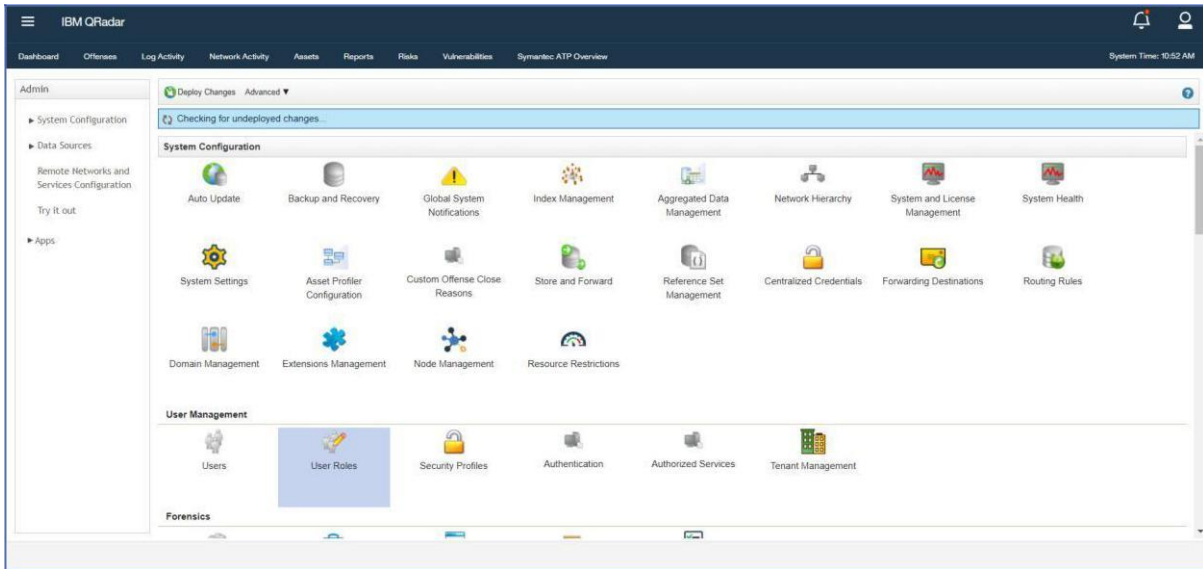 IBM QRadar
Dashboard Offenses Log Activity Network Activity Assets Reports Risks Vulnerabilities Symantec ATP Overview System Time: 10:52 AM
Admin
Deploy Changes Advanced ▼
Checking for undeployed changes...
System Configuration
Data Sources
Remote Networks and
Services Configuration
Try it out
Apps
System Configuration
Auto Update Backup and Recovery Global System Index Management Aggregated Data Network Hierarchy System and License System Health
Notifications Management Management
System Settings Asset Profiler Custom Offense Close Store and Forward Reference Set Centralized Credentials Forwarding Destinations Routing Rules
Configuration Reasons Management
Domain Management Extensions Management Node Management Resource Restrictions
User Management
Users User Roles Security Profiles Authentication Authorized Services Tenant Management
Forensics